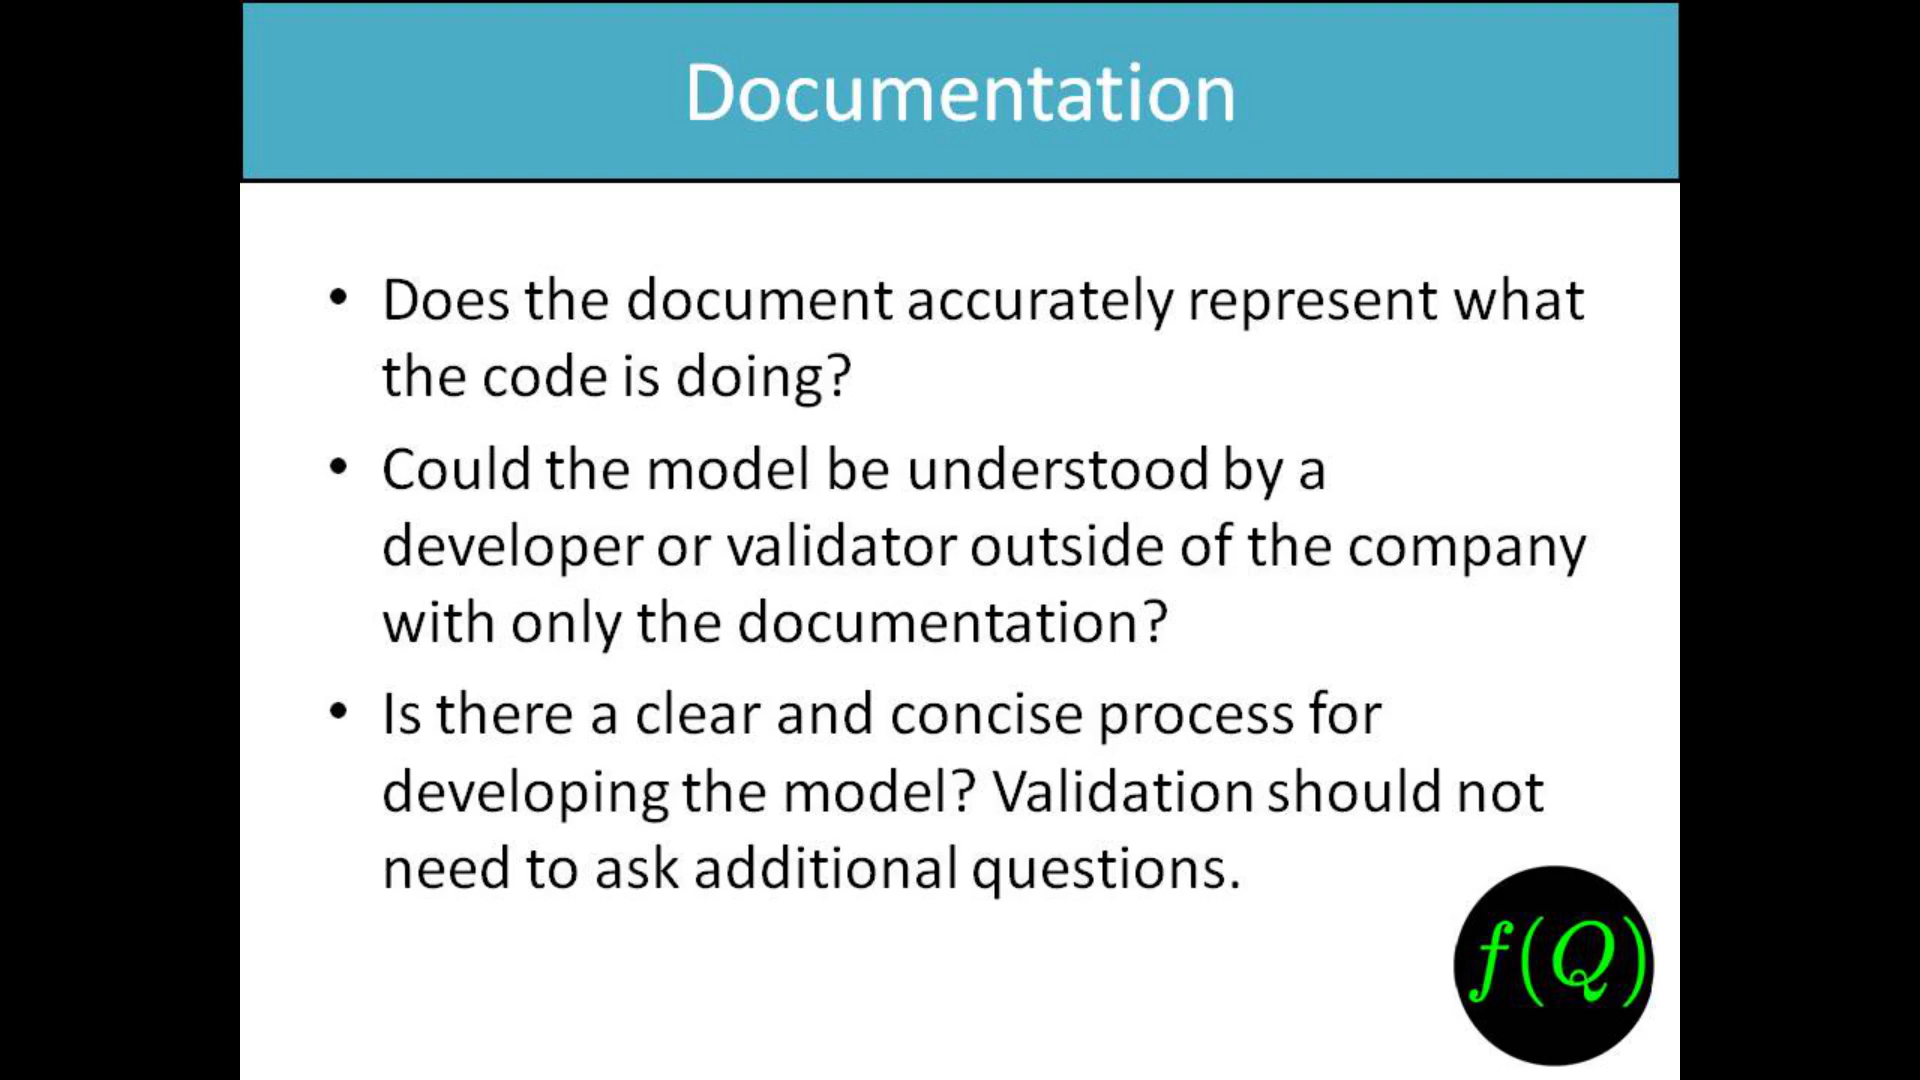 Documentation
• Does the document accurately represent what
the code is doing?
• Could the model be understood by a
developer or validator outside of the company
with only the documentation?
• Is there a clear and concise process for
developing the model? Validation should not
need to ask additional questions.
f(Q)